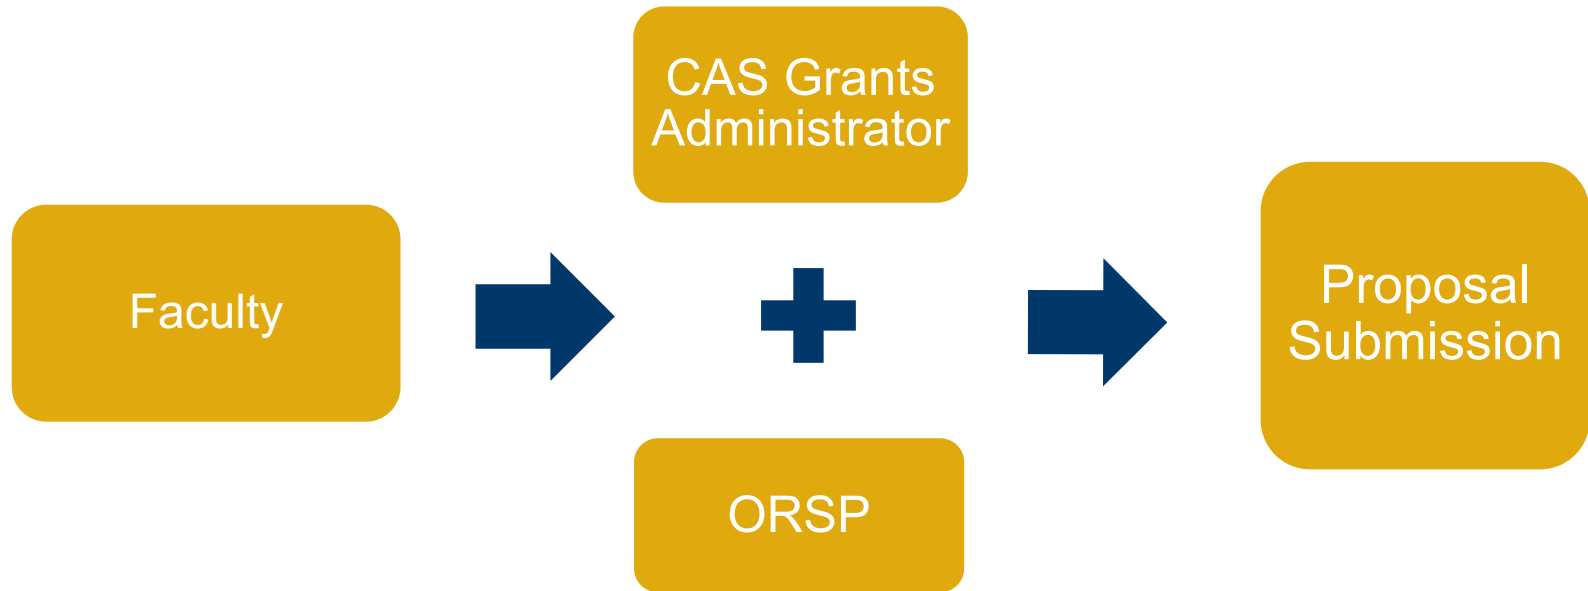 Faculty
CAS Grants
Administrator
ORSP
Proposal
Submission